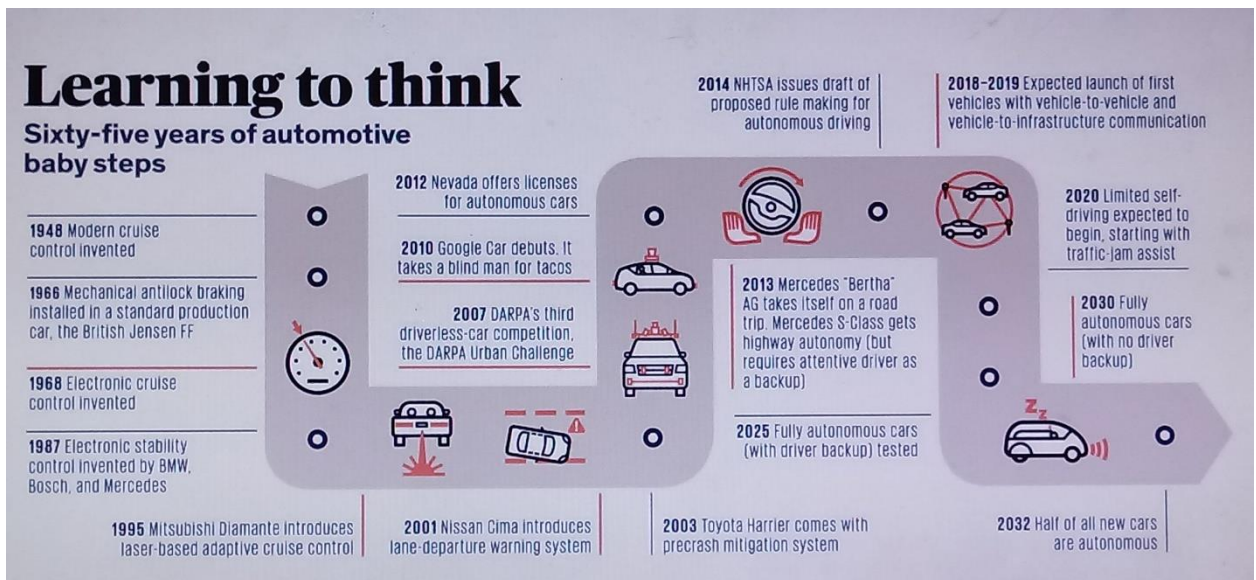 Learning to think
Sixty-five years of automotive
baby steps
1948 Modern cruise
control invented
1966 Mechanical antilock braking
installed in a standard production
car, the British Jensen FF
1968 Electronic cruise
control invented
1987 Electronic stability
control invented by BMW,
Bosch, and Mercedes
1995 Mitsubishi Diamante introduces
laser-based adaptive cruise control
2001 Nissan Cima introduces
lane-departure warning system
2003 Toyota Harrier comes with
precrash mitigation system
2007 DARPA's third
driverless-car competition,
the DARPA Urban Challenge
2010 Google Car debuts. It
takes a blind man for tacos
2012 Nevada offers licenses
for autonomous cars
2013 Mercedes "Bertha"
AG takes itself on a road
trip. Mercedes S-Class gets
highway autonomy (but
requires attentive driver as
a backup)
2014 NHTSA issues draft of
proposed rule making for
autonomous driving
2018-2019 Expected launch of first
vehicles with vehicle-to-vehicle and
vehicle-to-infrastructure communication
2020 Limited self-
driving expected to
begin, starting with
traffic-jam assist
2025 Fully autonomous cars
(with driver backup) tested
2030 Fully
autonomous cars
(with no driver
backup)
Zz
2032 Half of all new cars
are autonomous